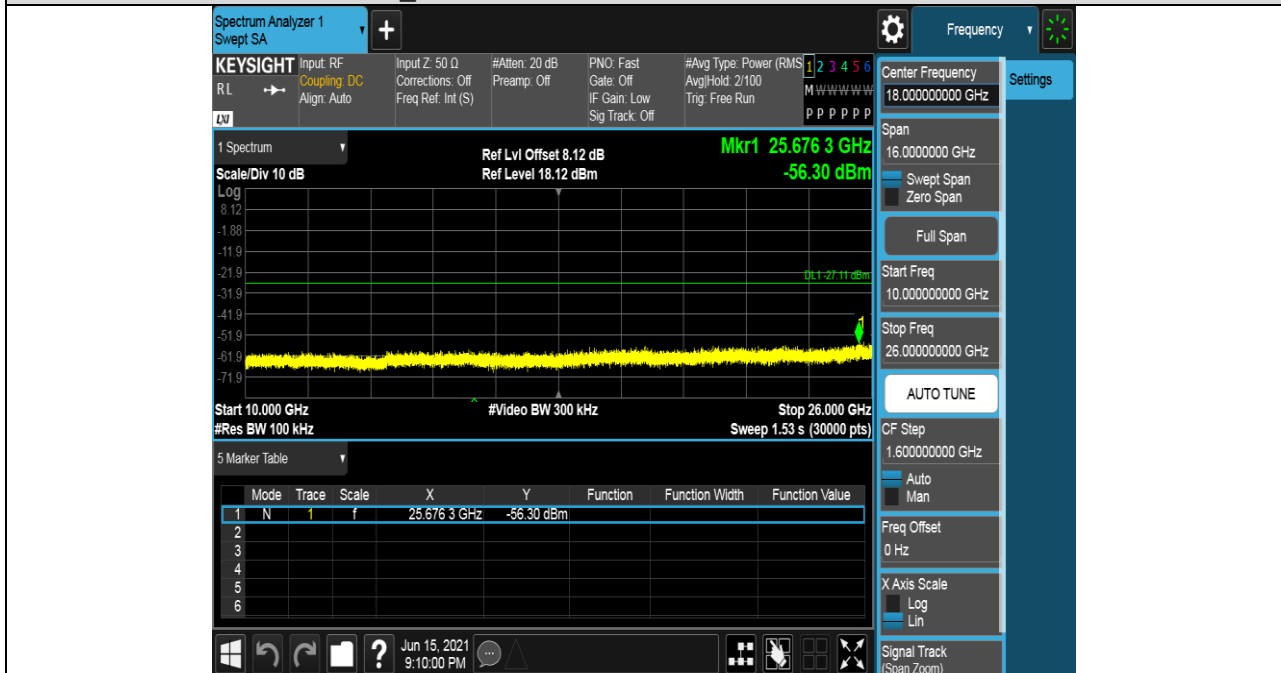 Spectrum Analyzer 1
Swept SA
Frequency
KEYSIGHT
RL
LXI
Input: RF
Coupling: DC
Align: Auto
Input Z: 50 Ω
Corrections: Off
Freq Ref: Int (S)
#Atten: 20 dB
Preamp: Off
PNO: Fast
Gate: Off
IF Gain: Low
Sig Track: Off
#Avg Type: Power (RMS
Avg|Hold: 2/100
Trig: Free Run
1 2 3 4 5 6
M W W W W W
P P P P P P
1 Spectrum
Scale/Div 10 dB
Ref Lvl Offset 8.12 dB
Ref Level 18.12 dBm
Mkr1 25.676 3 GHz
-56.30 dBm
Log
8.12
-1.88
-11.9
-21.9
-31.9
-41.9
-51.9
-61.9
-71.9
DL1 -27.11 dBm
1
Start 10.000 GHz
#Video BW 300 kHz
Stop 26.000 GHz
#Res BW 100 kHz
Sweep 1.53 s (30000 pts)
5 Marker Table
Mode Trace Scale X Y Function Function Width Function Value
1 N 1 f 25.676 3 GHz -56.30 dBm
2
3
4
5
6
Jun 15, 2021
9:10:00 PM
Center Frequency
18.000000000 GHz
Settings
Span
16.0000000 GHz
Swept Span
Zero Span
Full Span
Start Freq
10.000000000 GHz
Stop Freq
26.000000000 GHz
AUTO TUNE
CF Step
1.600000000 GHz
Auto
Man
Freq Offset
0 Hz
X Axis Scale
Log
Lin
Signal Track
(Span Zoom)